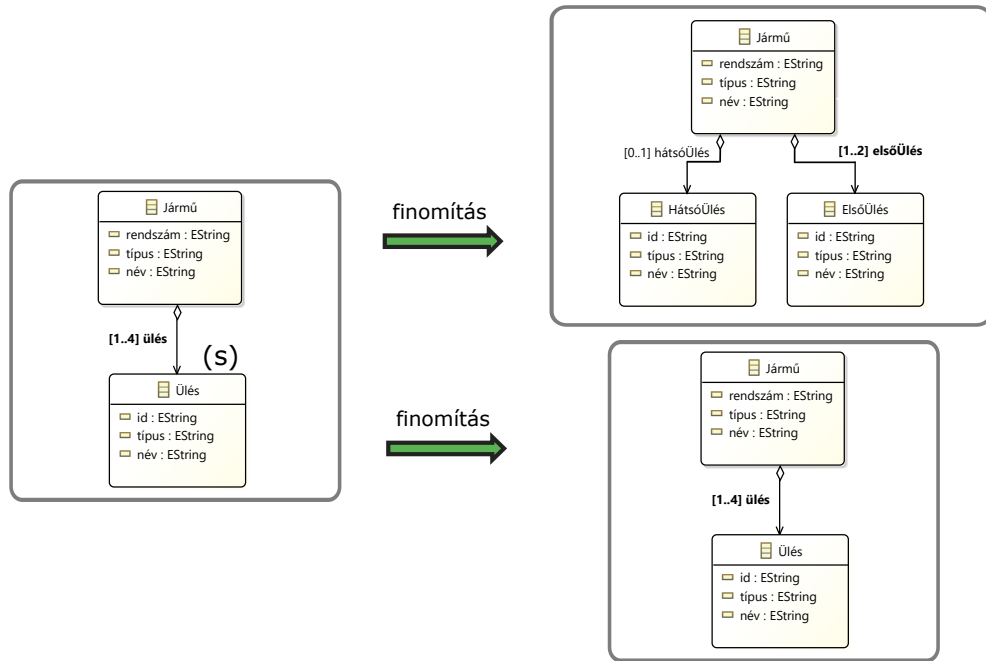 Jármű
rendszám : EString
típus : EString
név : EString
[1..4] ülés
(s)
Ülés
id : EString
típus : EString
név : EString
finomítás
finomítás
Jármű
rendszám : EString
típus : EString
név : EString
[0..1] hátsóÜlés
[1..2] elsőÜlés
HátsóÜlés
id : EString
típus : EString
név : EString
ElsőÜlés
id : EString
típus : EString
név : EString
Jármű
rendszám : EString
típus : EString
név : EString
[1..4] ülés
Ülés
id : EString
típus : EString
név : EString